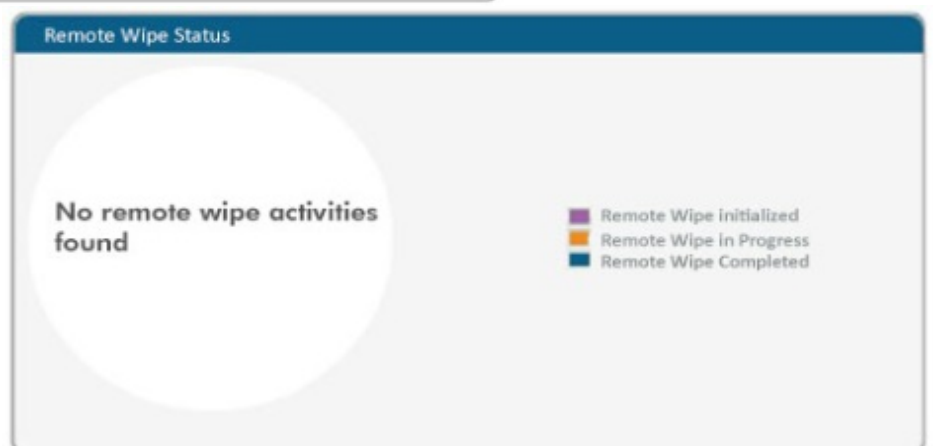 Remote Wipe Status
No remote wipe activities
found
Remote Wipe initialized
Remote Wipe in Progress
Remote Wipe Completed